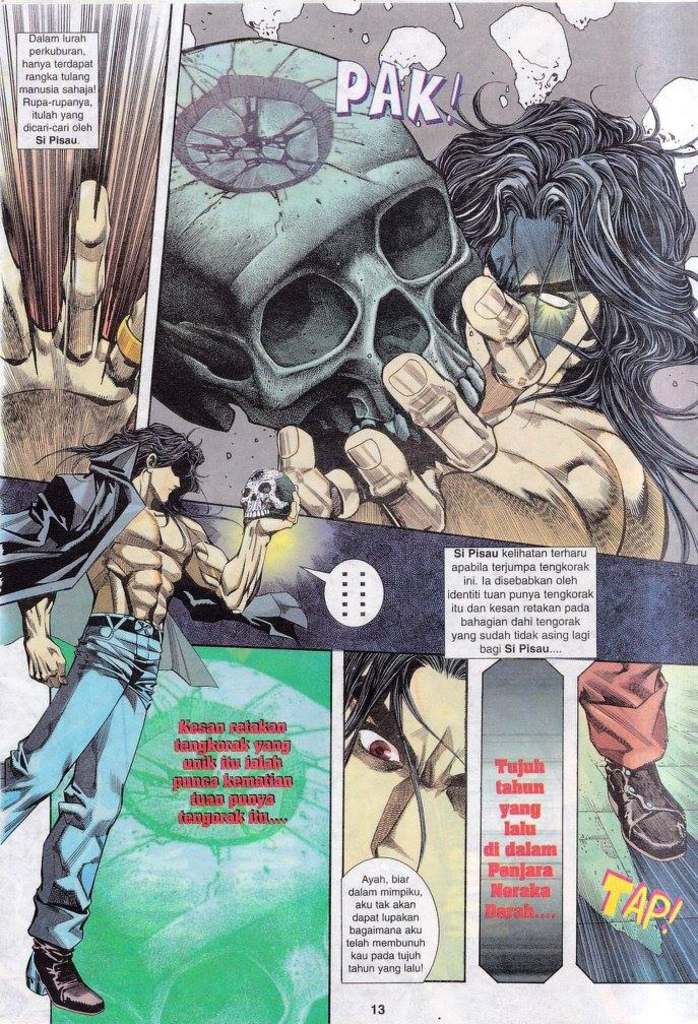 Dalam lurah
perkuburan,
hanya terdapat
rangka tulang
manusia sahaja!
Rupa-rupanya,
itulah yang
dicari-cari oleh
Si Pisau.
PAK!
Si Pisau kelihatan terharu
apabila terjumpa tengkorak
ini. Ia disebabkan oleh
identiti tuan punya tengkorak
itu dan kesan retakan pada
bahagian dahi tengorak
yang sudah tidak asing lagi
bagi Si Pisau....
Kesan retakan
tengkorak yang
unik itu ialah
punca kematian
tuan punya
tengorak itu....
Ayah, biar
dalam mimpiku,
aku tak akan
dapat lupakan
bagaimana aku
telah membunuh
kau pada tujuh
tahun yang lalu!
Tujuh
tahun
yang
lalu
di dalam
Penjara
Neraka
Darah....
TAP!
13